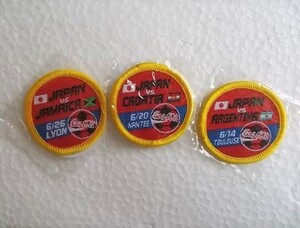 JAPAN
VS
JAMAICA
6/26
LYON
Coca-Cola
JAPAN
VS
CROATIA
6/20
NANTES
Coca-Cola
JAPAN
VS
ARGENTINA
6/14
TOULOUSE
Coca-Cola